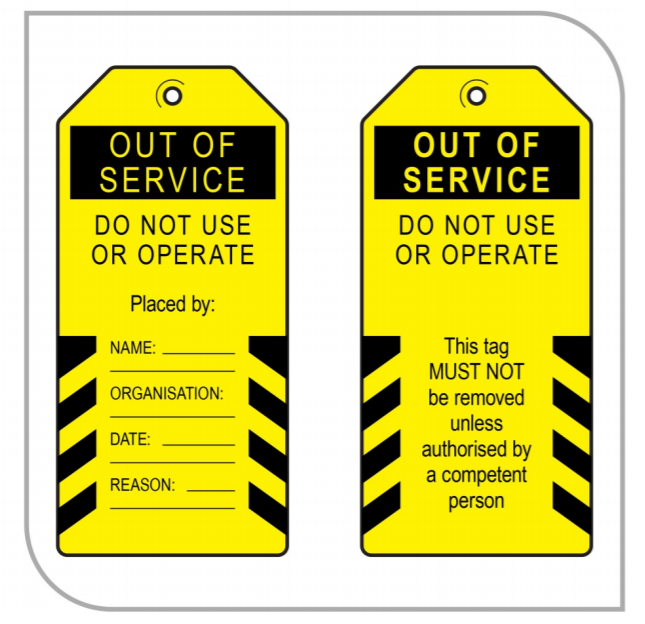 OUT OF
SERVICE
DO NOT USE
OR OPERATE
Placed by:
NAME:
ORGANISATION:
DATE:
REASON:
OUT OF
SERVICE
DO NOT USE
OR OPERATE
This tag
MUST NOT
be removed
unless
authorised by
a competent
person